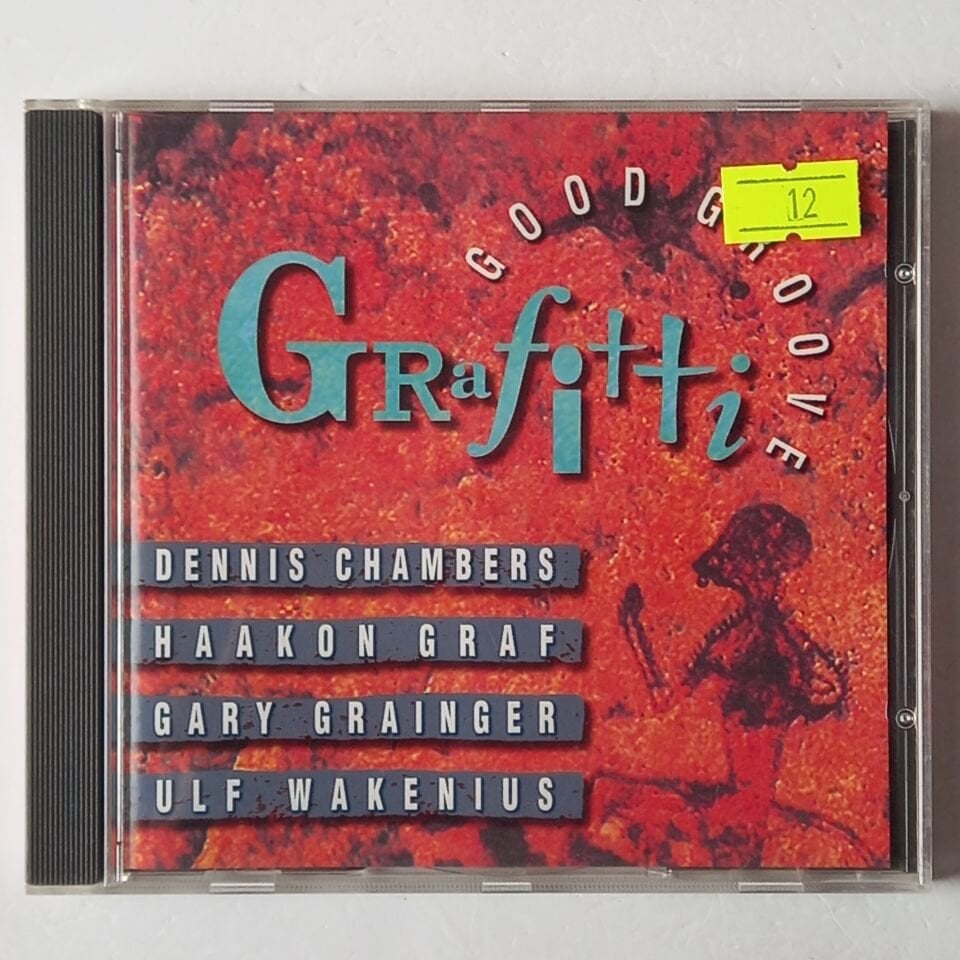 GOOD GROOVE
12
GRafitti
DENNIS CHAMBERS
HAAKON GRAF
GARY GRAINGER
ULF WAKENIUS